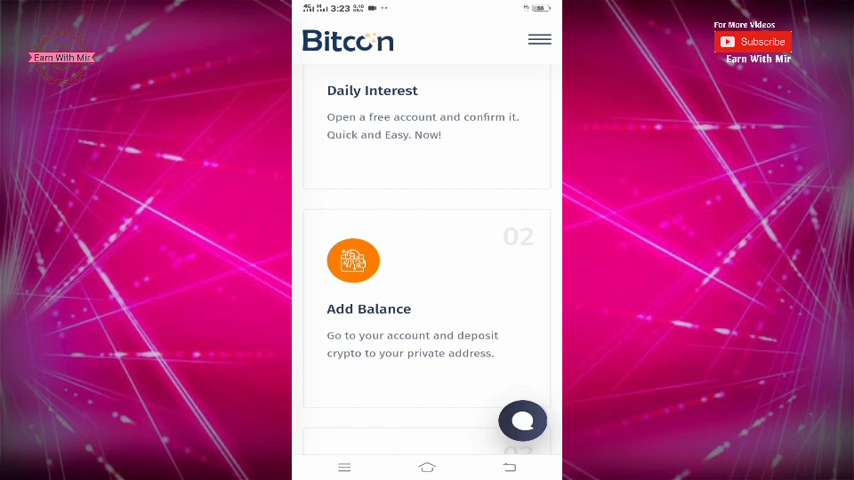 3:23
For More Videos
Subscribe
Earn With Mir
Earn With Mir
Bitcon
Daily Interest
Open a free account and confirm it.
Quick and Easy. Now!
02
Add Balance
Go to your account and deposit
crypto to your private address.